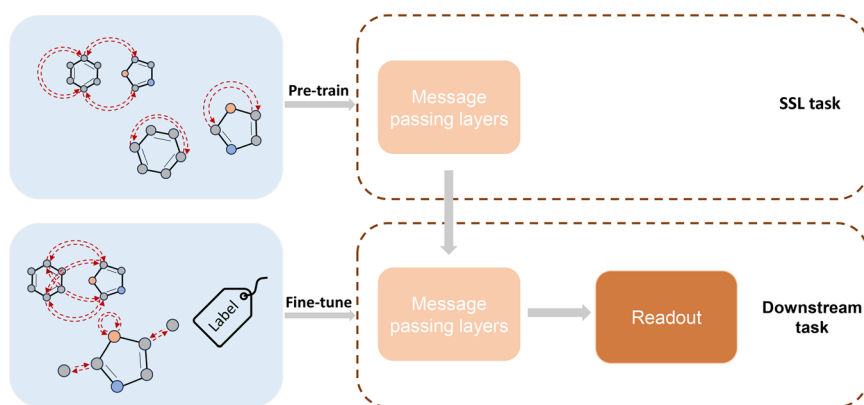 Pre-train
Message
passing layers
SSL task
Label
Fine-tune
Message
passing layers
Readout
Downstream
task